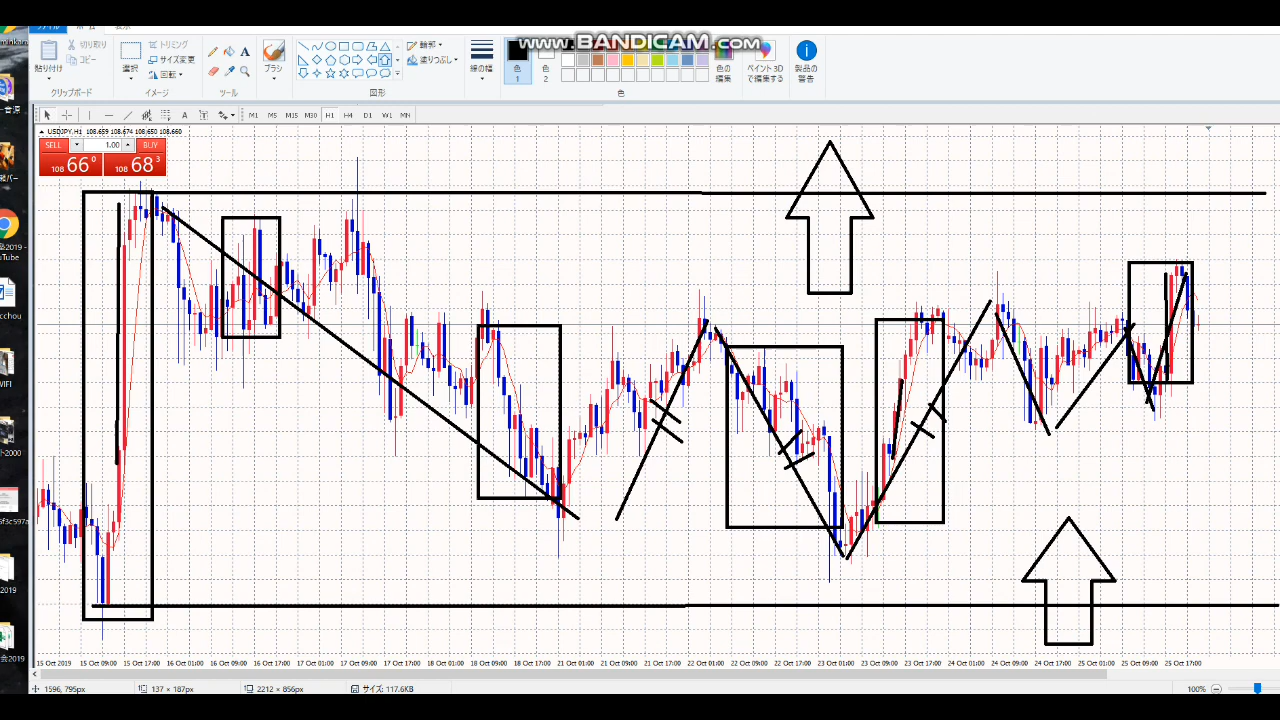 www.BANDICAM.com
ファイル
ホーム
表示
貼り付け
切り取り
コピー
クリップボード
選択
トリミング
サイズ変更
回転
イメージ
A
ツール
ブラシ
輪郭
塗りつぶし
図形
線の幅
色
1
色
2
色の
編集
ペイント 3D
で編集する
製品の
警告
色
A T M1 M5 M15 M30 H1 H4 D1 W1 MN
USDJPY,H1 108.659 108.674 108.650 108.660
SELL 1.00 BUY
108 66 0 108 68 3
15 Oct 2019 15 Oct 09:00 15 Oct 17:00 16 Oct 01:00 16 Oct 09:00 16 Oct 17:00 17 Oct 01:00 17 Oct 09:00 17 Oct 17:00 18 Oct 01:00 18 Oct 09:00 18 Oct 17:00 21 Oct 01:00 21 Oct 09:00 21 Oct 17:00 22 Oct 01:00 22 Oct 09:00 22 Oct 17:00 23 Oct 01:00 23 Oct 09:00 23 Oct 17:00 24 Oct 01:00 24 Oct 09:00 24 Oct 17:00 25 Oct 01:00 25 Oct 09:00 25 Oct 17:00
1596, 795px 137 × 187px 2212 × 856px サイズ: 117.6KB 100%